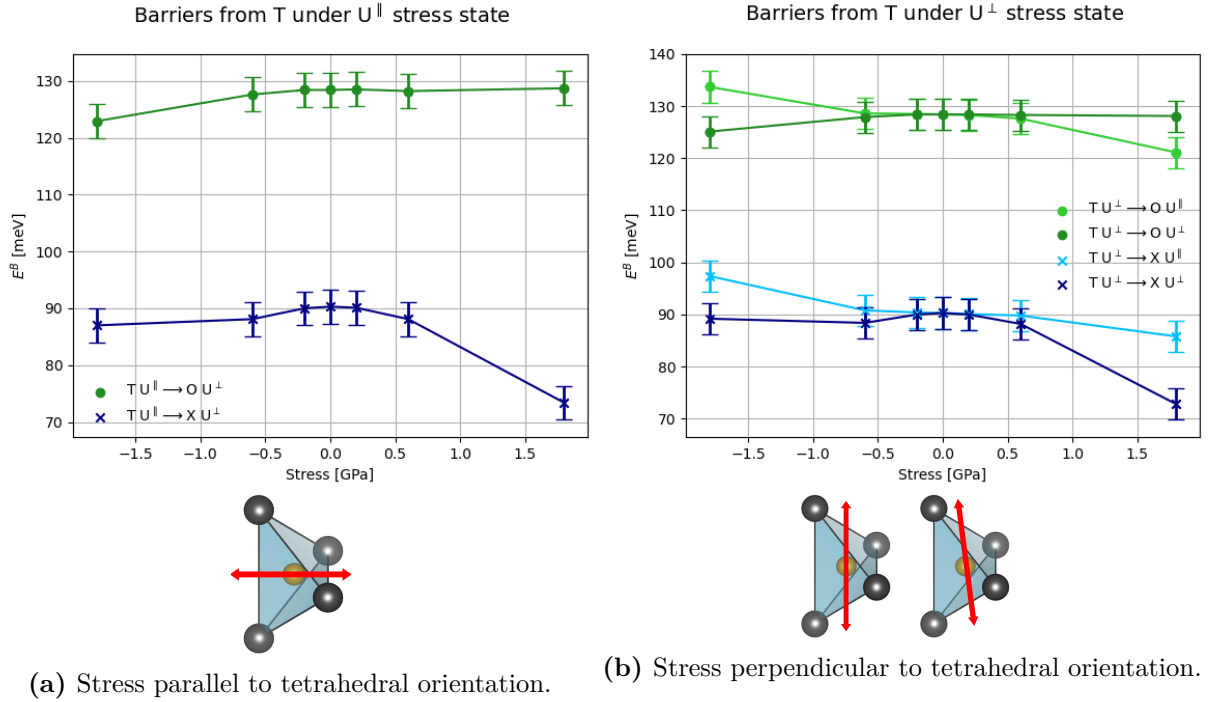 Barriers from T under U∥ stress state
130
120
110
100
90
80
70
E^B [meV]
T U∥ ⟶ O U⊥
T U∥ ⟶ X U⊥
−1.5 −1.0 −0.5 0.0 0.5 1.0 1.5
Stress [GPa]
(a) Stress parallel to tetrahedral orientation.
Barriers from T under U⊥ stress state
140
130
120
110
100
90
80
70
E^B [meV]
T U⊥ ⟶ O U∥
T U⊥ ⟶ O U⊥
T U⊥ ⟶ X U∥
T U⊥ ⟶ X U⊥
−1.5 −1.0 −0.5 0.0 0.5 1.0 1.5
Stress [GPa]
(b) Stress perpendicular to tetrahedral orientation.